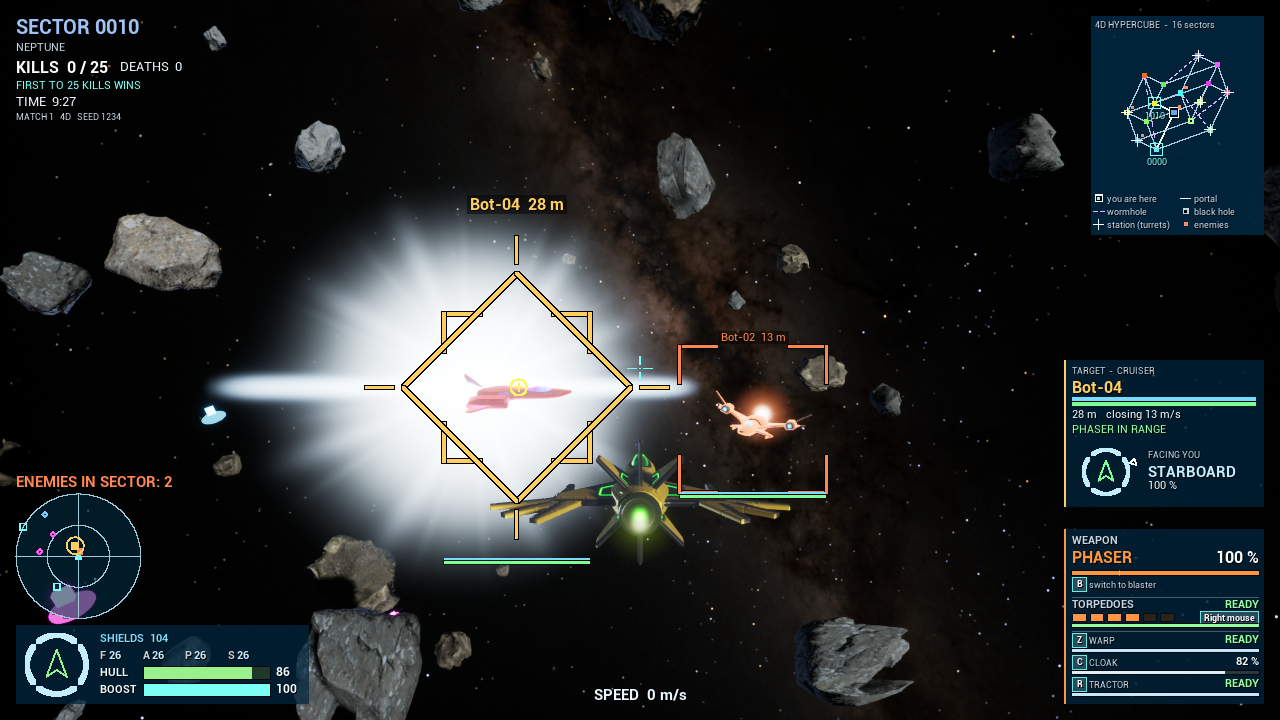 SECTOR 0010
NEPTUNE
KILLS 0 / 25 DEATHS 0
FIRST TO 25 KILLS WINS
TIME 9:27
MATCH 1 4D SEED 1234
4D HYPERCUBE - 16 sectors
0000
you are here
portal
wormhole
black hole
station (turrets)
enemies
Bot-04 28 m
Bot-02 13 m
TARGET - CRUISER
Bot-04
28 m closing 13 m/s
PHASER IN RANGE
FACING YOU
STARBOARD
100 %
ENEMIES IN SECTOR: 2
WEAPON
PHASER 100 %
B switch to blaster
TORPEDOES READY
Right mouse
Z WARP READY
C CLOAK 82 %
R TRACTOR READY
SHIELDS 104
F 26 A 26 P 26 S 26
HULL 86
BOOST 100
SPEED 0 m/s